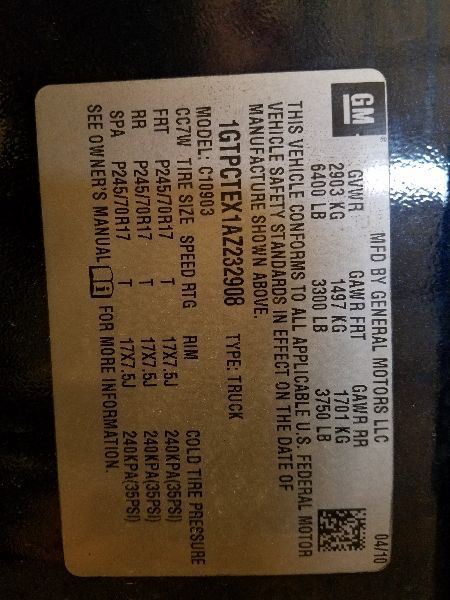 GM
MFD BY GENERAL MOTORS LLC 04/10
GVWR GAWR FRT GAWR RR
2903 KG 1497 KG 1701 KG
6400 LB 3300 LB 3750 LB
THIS VEHICLE CONFORMS TO ALL APPLICABLE U.S. FEDERAL MOTOR
VEHICLE SAFETY STANDARDS IN EFFECT ON THE DATE OF
MANUFACTURE SHOWN ABOVE.
1GTPCTEX1AZ232908 TYPE: TRUCK
MODEL: C10903
CC7W TIRE SIZE SPEED RTG RIM COLD TIRE PRESSURE
FRT P245/70R17 T 17X7.5J 240KPA(35PSI)
RR P245/70R17 T 17X7.5J 240KPA(35PSI)
SPA P245/70R17 T 17X7.5J 240KPA(35PSI)
SEE OWNER'S MANUAL i FOR MORE INFORMATION.